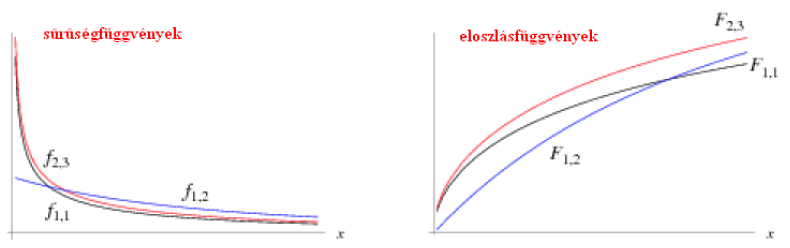 sűrűségfüggvények
f2,3
f1,2
f1,1
x
eloszlásfüggvények
F2,3
F1,1
F1,2
x